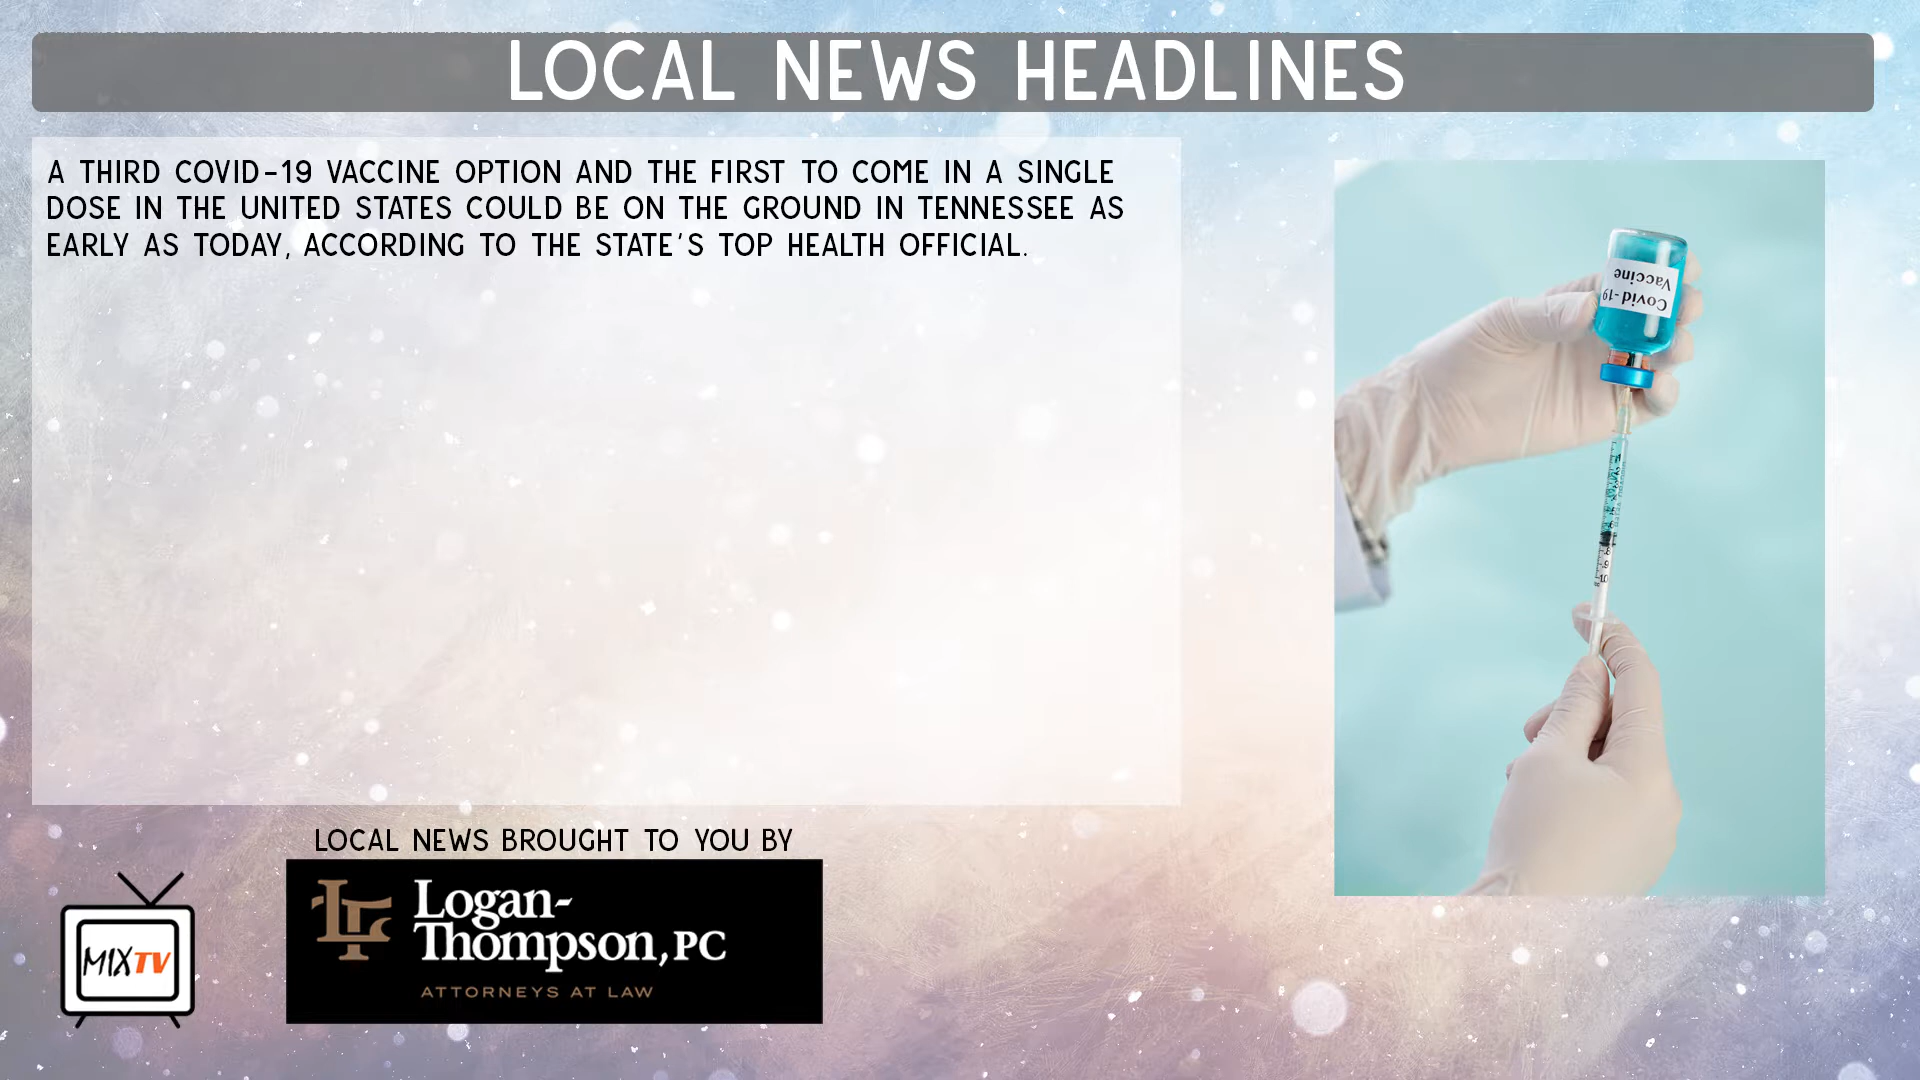 LOCAL NEWS HEADLINES
A THIRD COVID-19 VACCINE OPTION AND THE FIRST TO COME IN A SINGLE
DOSE IN THE UNITED STATES COULD BE ON THE GROUND IN TENNESSEE AS
EARLY AS TODAY, ACCORDING TO THE STATE'S TOP HEALTH OFFICIAL.
Covid-19
Vaccine
LOCAL NEWS BROUGHT TO YOU BY
MIXTV
Logan-
Thompson, PC
ATTORNEYS AT LAW